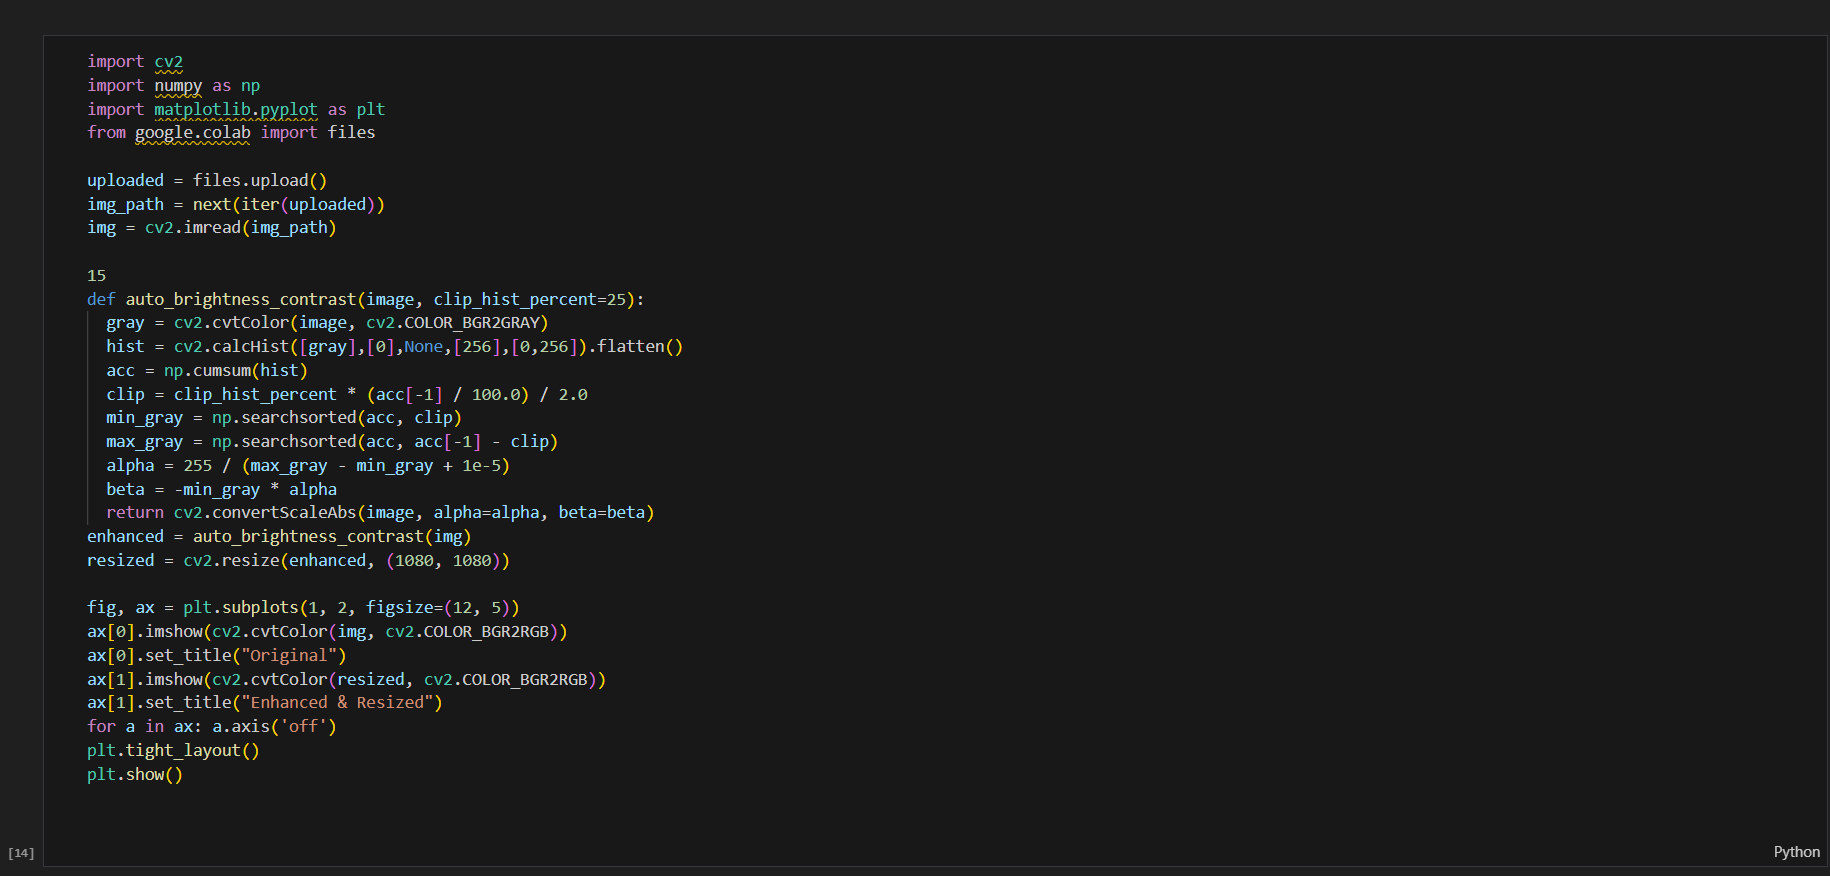 import cv2
import numpy as np
import matplotlib.pyplot as plt
from google.colab import files

uploaded = files.upload()
img_path = next(iter(uploaded))
img = cv2.imread(img_path)

15
def auto_brightness_contrast(image, clip_hist_percent=25):
  gray = cv2.cvtColor(image, cv2.COLOR_BGR2GRAY)
  hist = cv2.calcHist([gray],[0],None,[256],[0,256]).flatten()
  acc = np.cumsum(hist)
  clip = clip_hist_percent * (acc[-1] / 100.0) / 2.0
  min_gray = np.searchsorted(acc, clip)
  max_gray = np.searchsorted(acc, acc[-1] - clip)
  alpha = 255 / (max_gray - min_gray + 1e-5)
  beta = -min_gray * alpha
  return cv2.convertScaleAbs(image, alpha=alpha, beta=beta)
enhanced = auto_brightness_contrast(img)
resized = cv2.resize(enhanced, (1080, 1080))

fig, ax = plt.subplots(1, 2, figsize=(12, 5))
ax[0].imshow(cv2.cvtColor(img, cv2.COLOR_BGR2RGB))
ax[0].set_title("Original")
ax[1].imshow(cv2.cvtColor(resized, cv2.COLOR_BGR2RGB))
ax[1].set_title("Enhanced & Resized")
for a in ax: a.axis('off')
plt.tight_layout()
plt.show()
[14]
Python